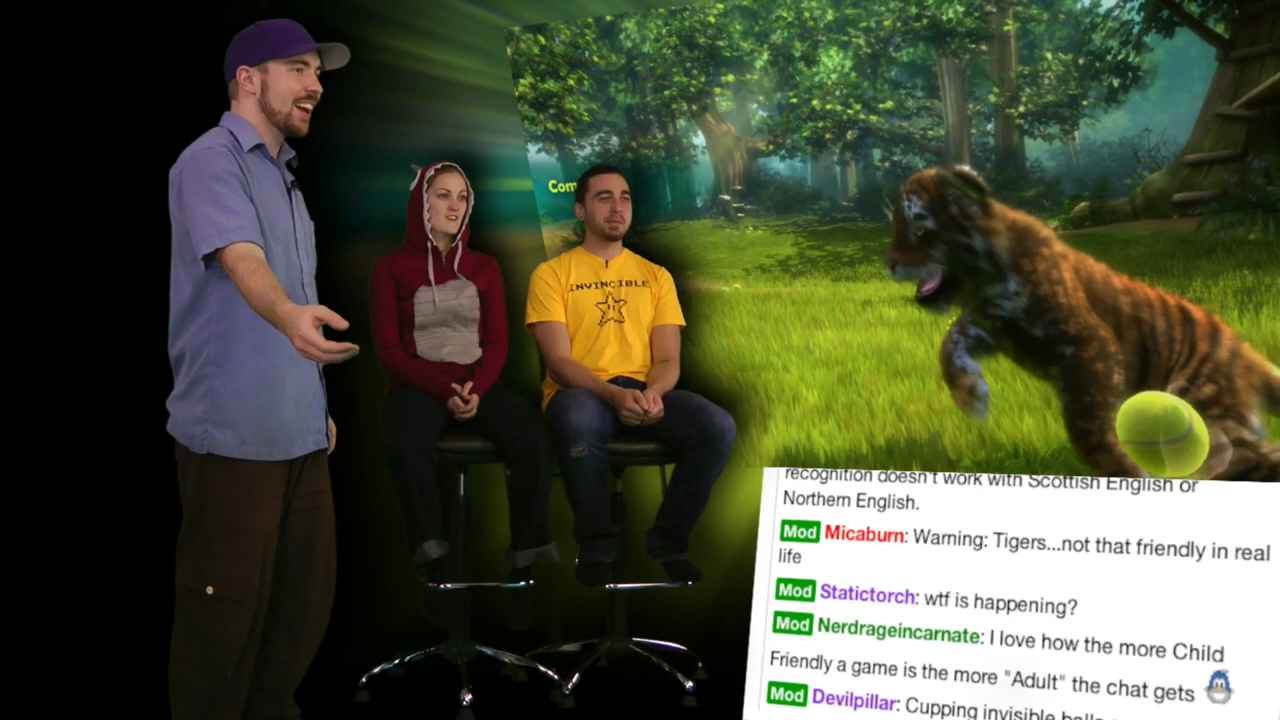 Com
INVINCIBLE
recognition doesn't work with Scottish English or
Northern English.
Mod Micaburn: Warning: Tigers...not that friendly in real
life
Mod Statictorch: wtf is happening?
Mod Nerdrageincarnate: I love how the more Child
Friendly a game is the more "Adult" the chat gets
Mod Devilpillar: Cupping invisible balls